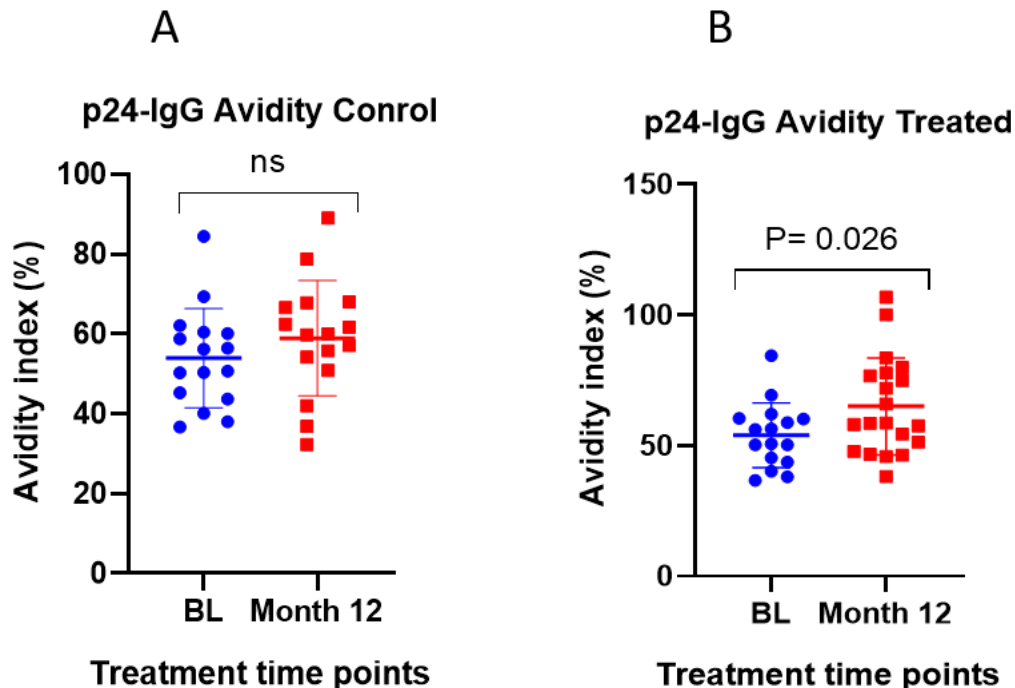 A
p24-IgG Avidity Conrol
ns
100
80
60
40
20
0
Avidity index (%)
BL
Month 12
Treatment time points
B
p24-IgG Avidity Treated
P= 0.026
150
100
50
0
Avidity index (%)
BL
Month 12
Treatment time points